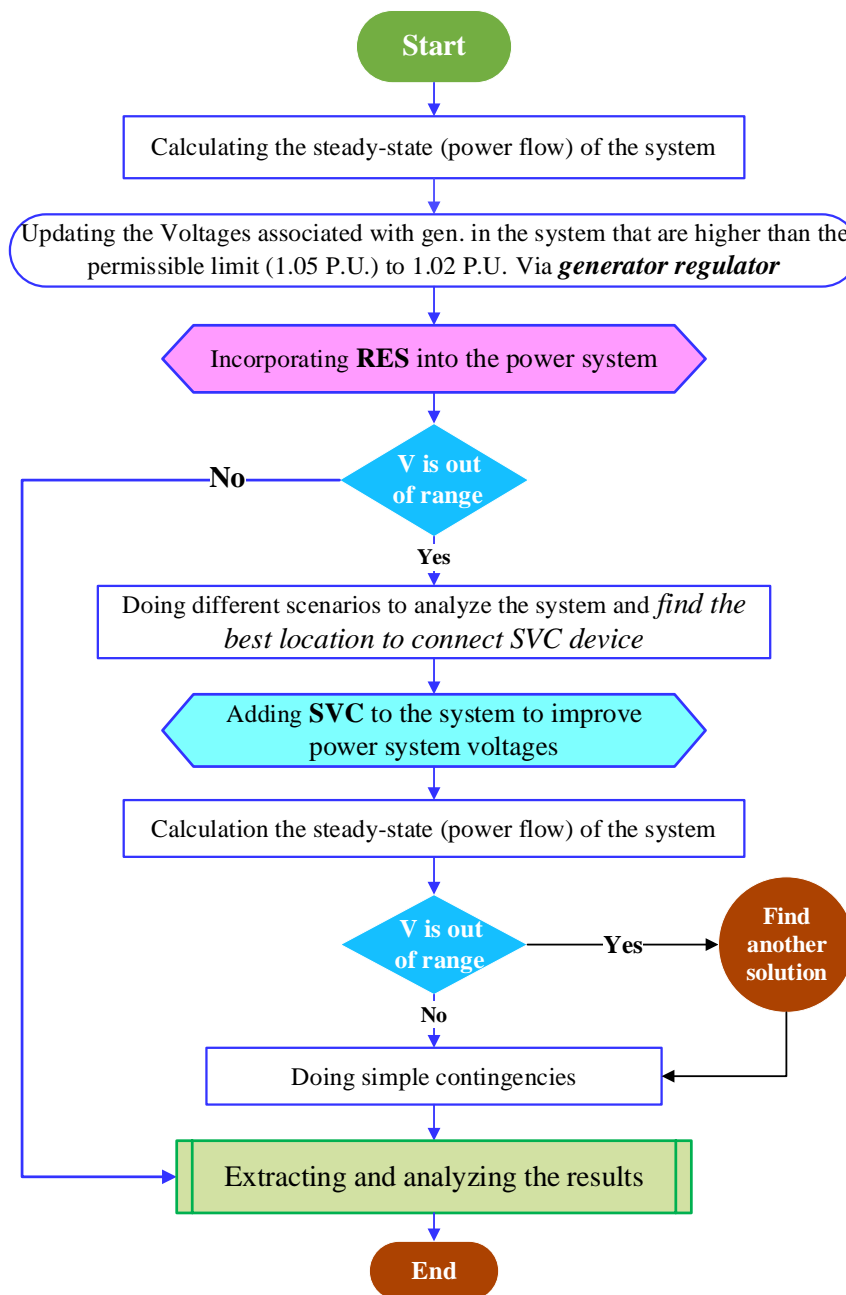 Start
Calculating the steady-state (power flow) of the system
Updating the Voltages associated with gen. in the system that are higher than the
permissible limit (1.05 P.U.) to 1.02 P.U. Via generator regulator
Incorporating RES into the power system
V is out
of range
No
Yes
Doing different scenarios to analyze the system and find the
best location to connect SVC device
Adding SVC to the system to improve
power system voltages
Calculation the steady-state (power flow) of the system
V is out
of range
Yes
Find
another
solution
No
Doing simple contingencies
Extracting and analyzing the results
End